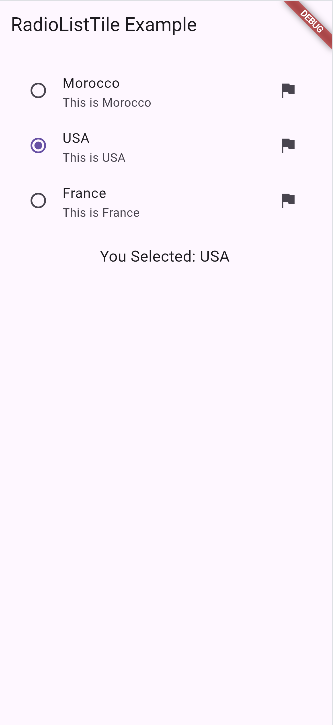 RadioListTile Example
DEBUG
Morocco
This is Morocco
USA
This is USA
France
This is France
You Selected: USA